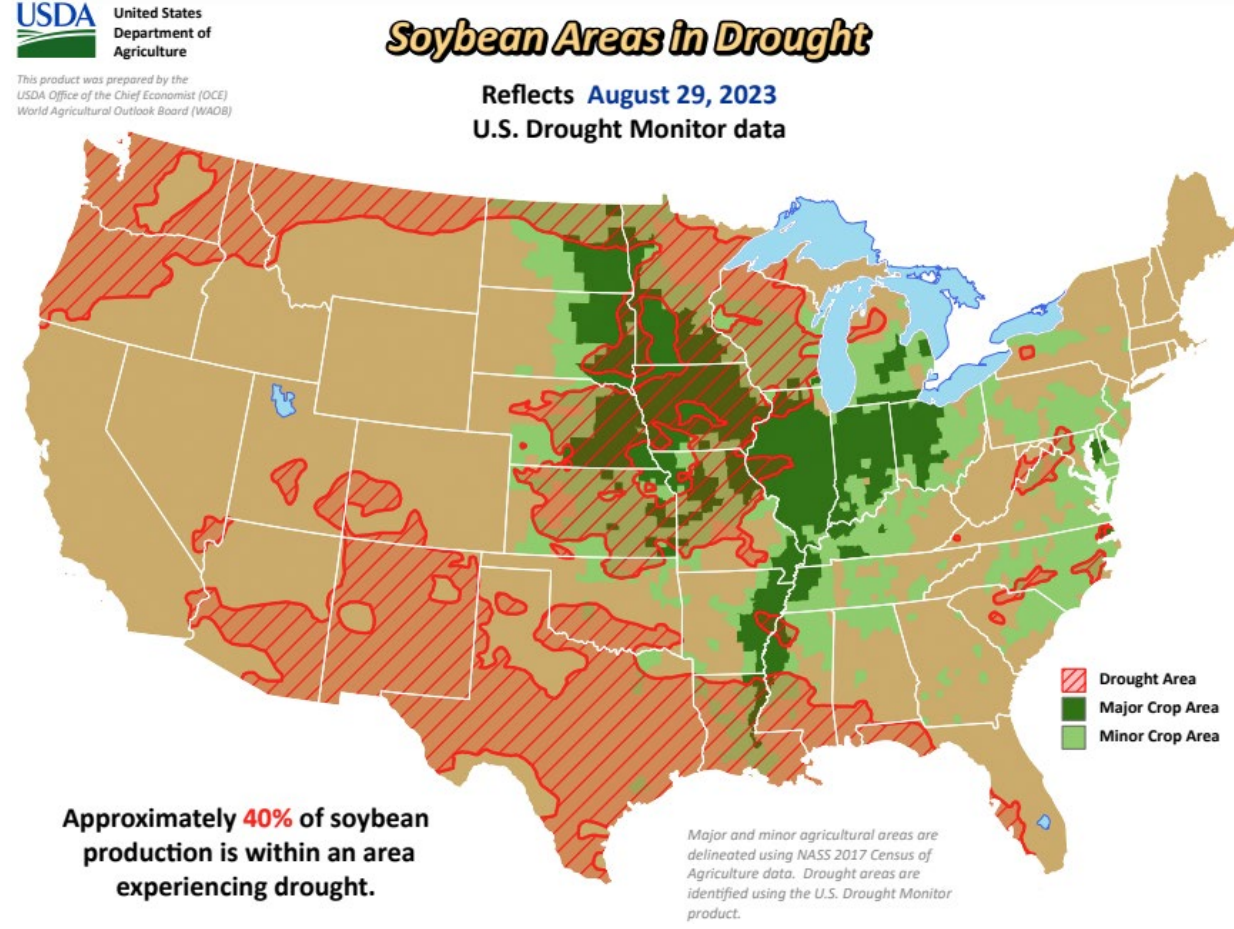 USDA
United States
Department of
Agriculture
This product was prepared by the
USDA Office of the Chief Economist (OCE)
World Agricultural Outlook Board (WAOB)
Soybean Areas in Drought
Reflects August 29, 2023
U.S. Drought Monitor data
Drought Area
Major Crop Area
Minor Crop Area
Approximately 40% of soybean
production is within an area
experiencing drought.
Major and minor agricultural areas are
delineated using NASS 2017 Census of
Agriculture data. Drought areas are
identified using the U.S. Drought Monitor
product.